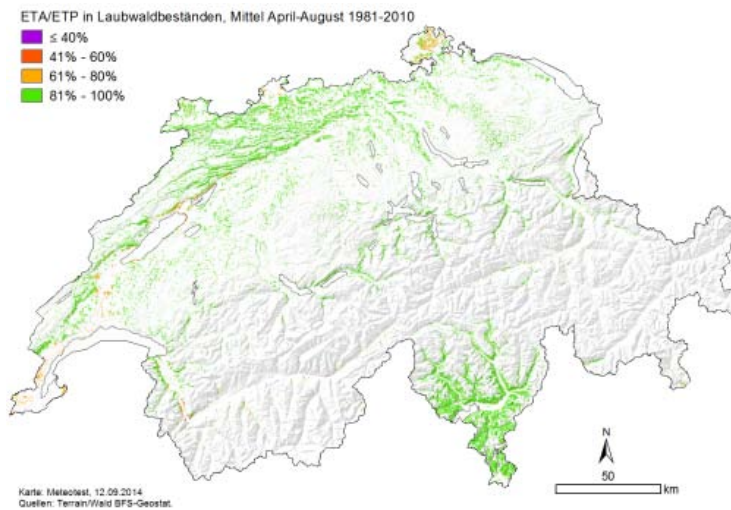 ETA/ETP in Laubwaldbeständen, Mittel April-August 1981-2010
≤ 40%
41% - 60%
61% - 80%
81% - 100%
N
50
km
Karte: Meteotest, 12.09.2014
Quellen: Terrain/Wald BFS-Geostat.